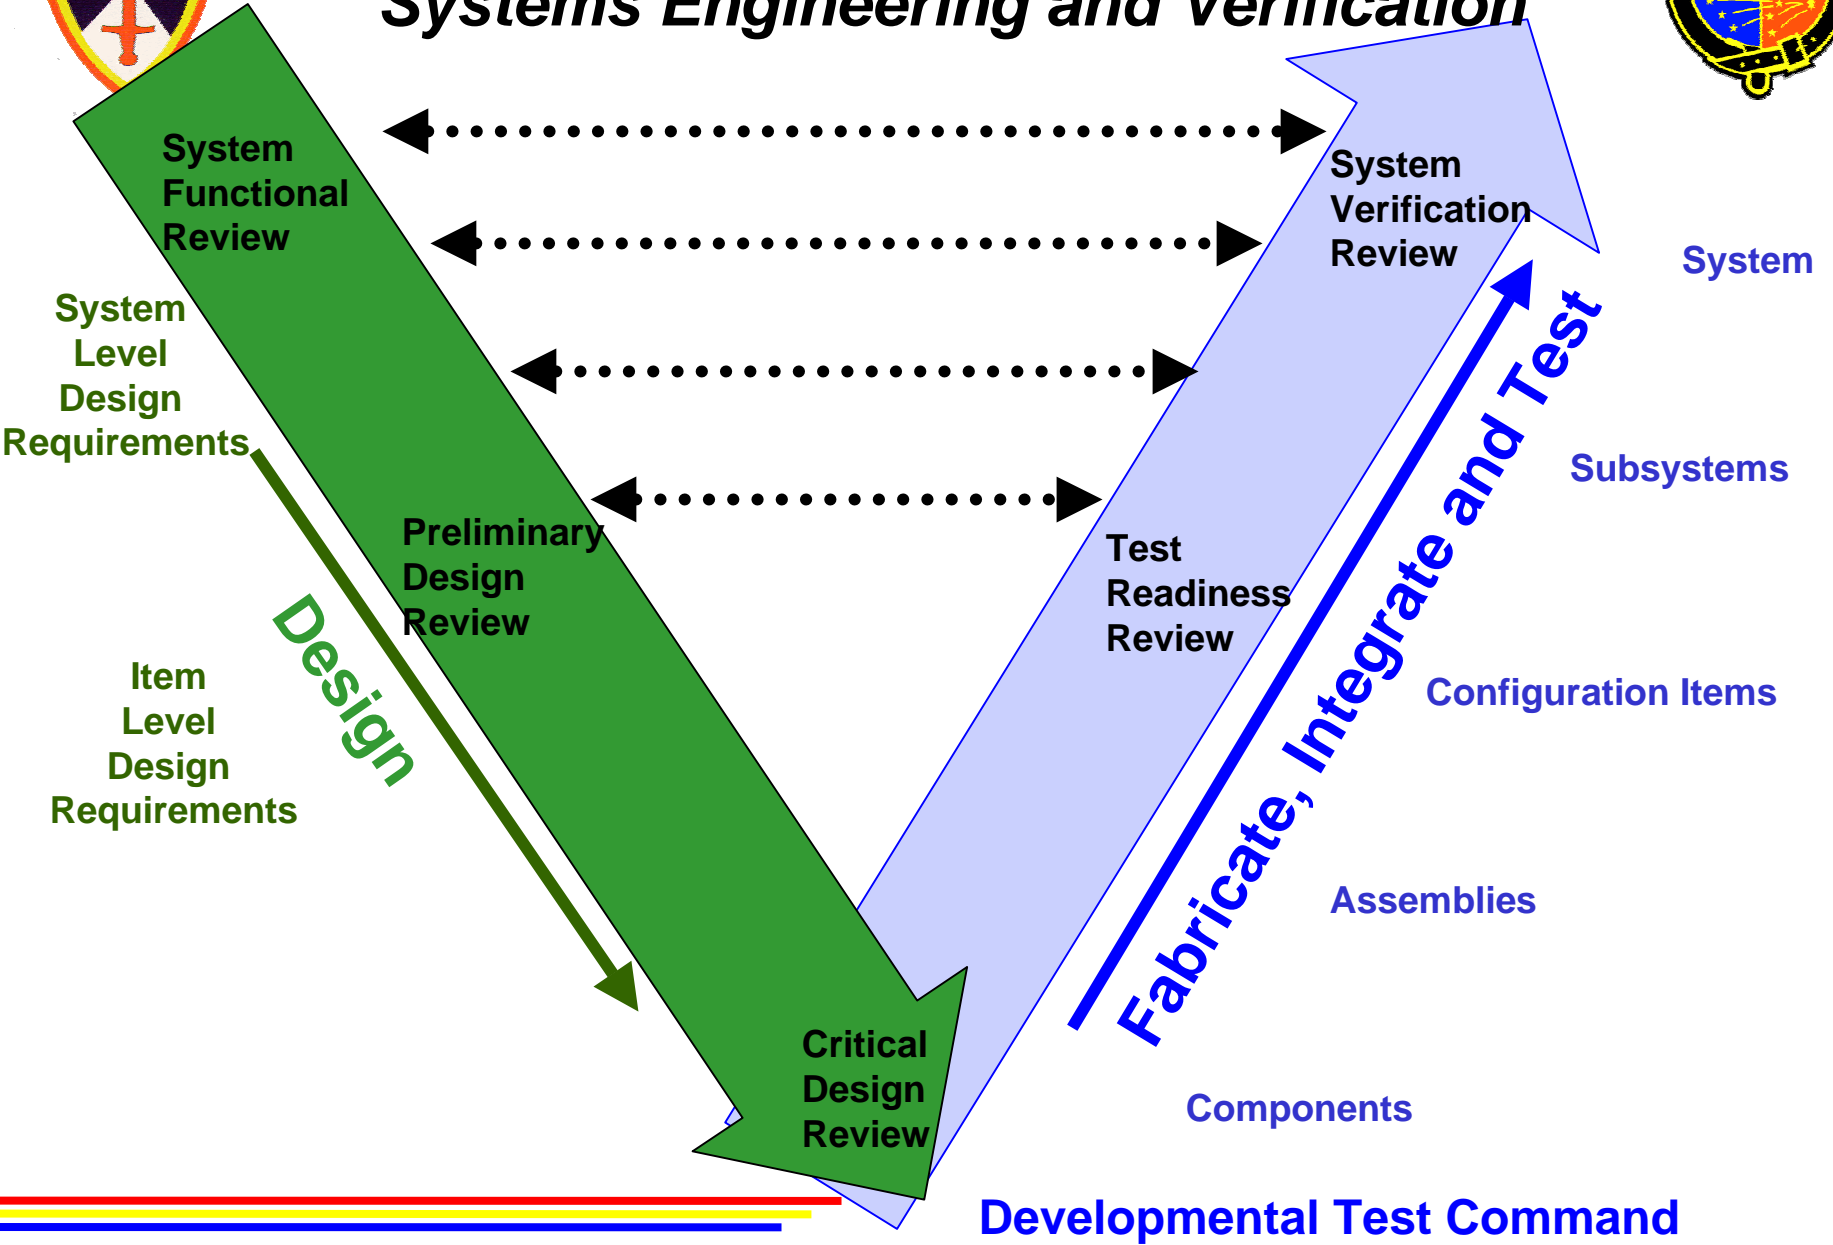 Systems Engineering and Verification
System
Functional
Review
System
Verification
Review
System
System
Level
Design
Requirements
Subsystems
Preliminary
Design
Review
Test
Readiness
Review
Design
Fabricate, Integrate and Test
Item
Level
Design
Requirements
Configuration Items
Assemblies
Critical
Design
Review
Components
Developmental Test Command